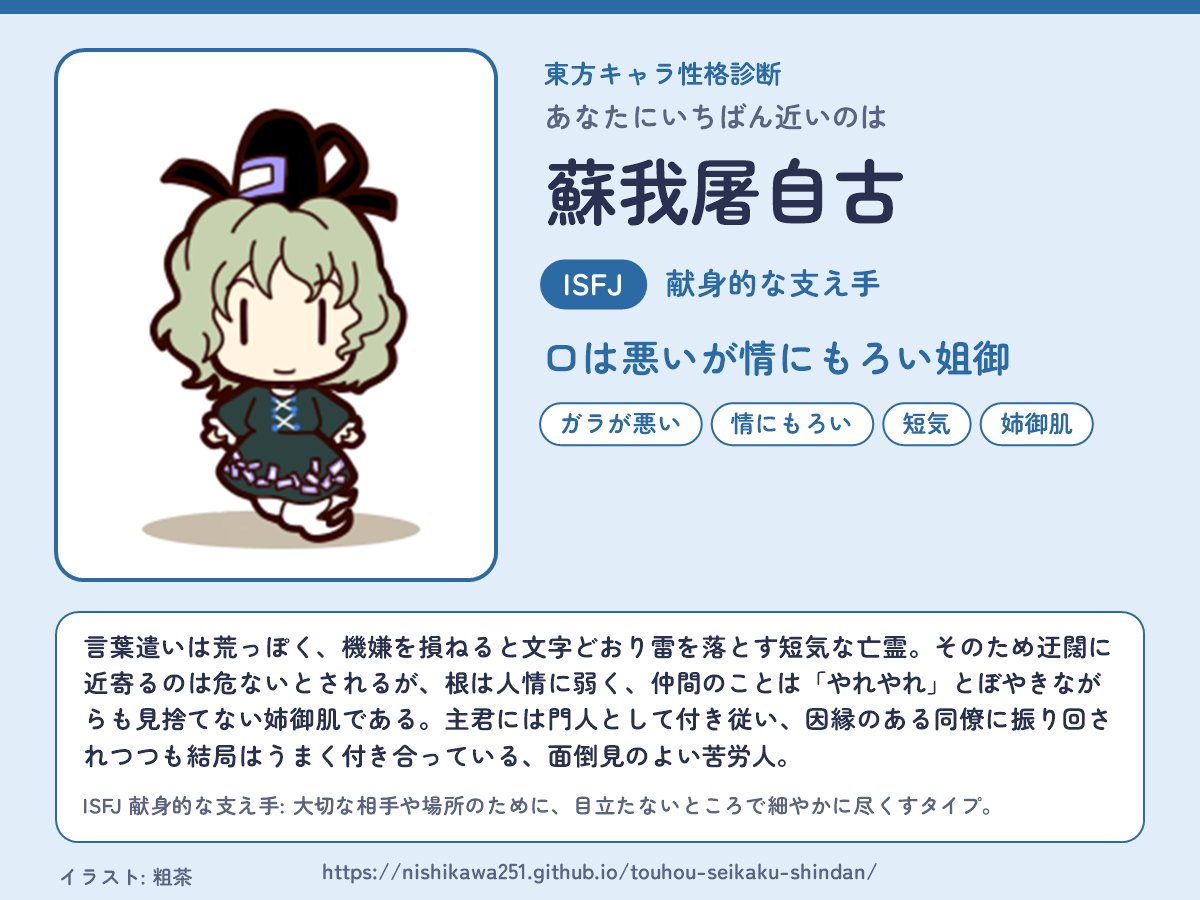 東方キャラ性格診断
あなたにいちばん近いのは
蘇我屠自古
ISFJ 献身的な支え手
口は悪いが情にもろい姐御
ガラが悪い 情にもろい 短気 姉御肌
言葉遣いは荒っぽく、機嫌を損ねると文字どおり雷を落とす短気な亡霊。そのため迂闊に
近寄るのは危ないとされるが、根は人情に弱く、仲間のことは「やれやれ」とぼやきなが
らも見捨てない姉御肌である。主君には門人として付き従い、因縁のある同僚に振り回さ
れつつも結局はうまく付き合っている、面倒見のよい苦労人。
ISFJ 献身的な支え手: 大切な相手や場所のために、目立たないところで細やかに尽くすタイプ。
イラスト: 粗茶
https://nishikawa251.github.io/touhou-seikaku-shindan/